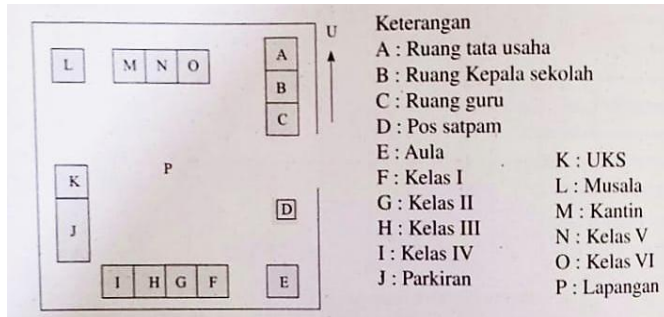 U
L
M N O
A
B
C
P
K
J
D
I H G F
E
Keterangan
A : Ruang tata usaha
B : Ruang Kepala sekolah
C : Ruang guru
D : Pos satpam
E : Aula
F : Kelas I
G : Kelas II
H : Kelas III
I : Kelas IV
J : Parkiran
K : UKS
L : Musala
M : Kantin
N : Kelas V
O : Kelas VI
P : Lapangan